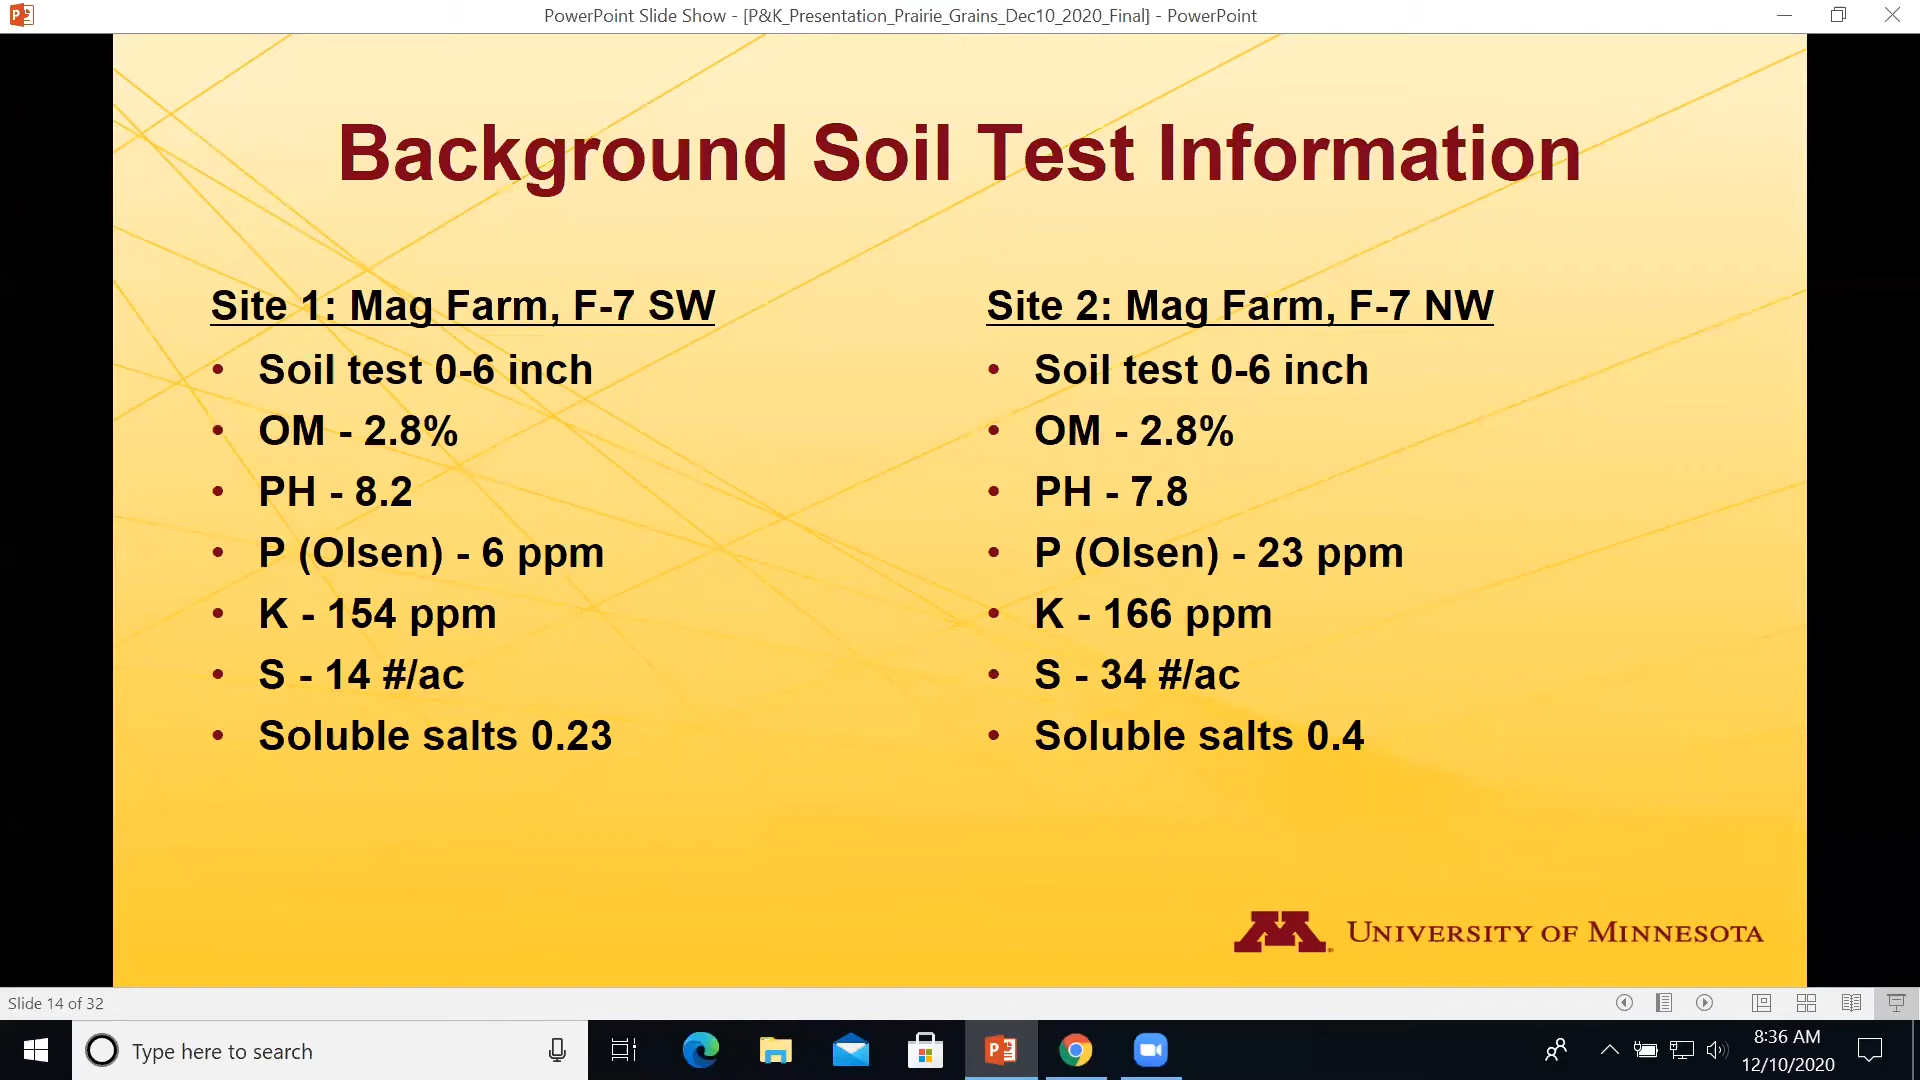 PowerPoint Slide Show - [P&K_Presentation_Prairie_Grains_Dec10_2020_Final] - PowerPoint
Background Soil Test Information
Site 1: Mag Farm, F-7 SW
• Soil test 0-6 inch
• OM - 2.8%
• PH - 8.2
• P (Olsen) - 6 ppm
• K - 154 ppm
• S - 14 #/ac
• Soluble salts 0.23
Site 2: Mag Farm, F-7 NW
• Soil test 0-6 inch
• OM - 2.8%
• PH - 7.8
• P (Olsen) - 23 ppm
• K - 166 ppm
• S - 34 #/ac
• Soluble salts 0.4
M University of Minnesota
Slide 14 of 32
Type here to search
8:36 AM
12/10/2020